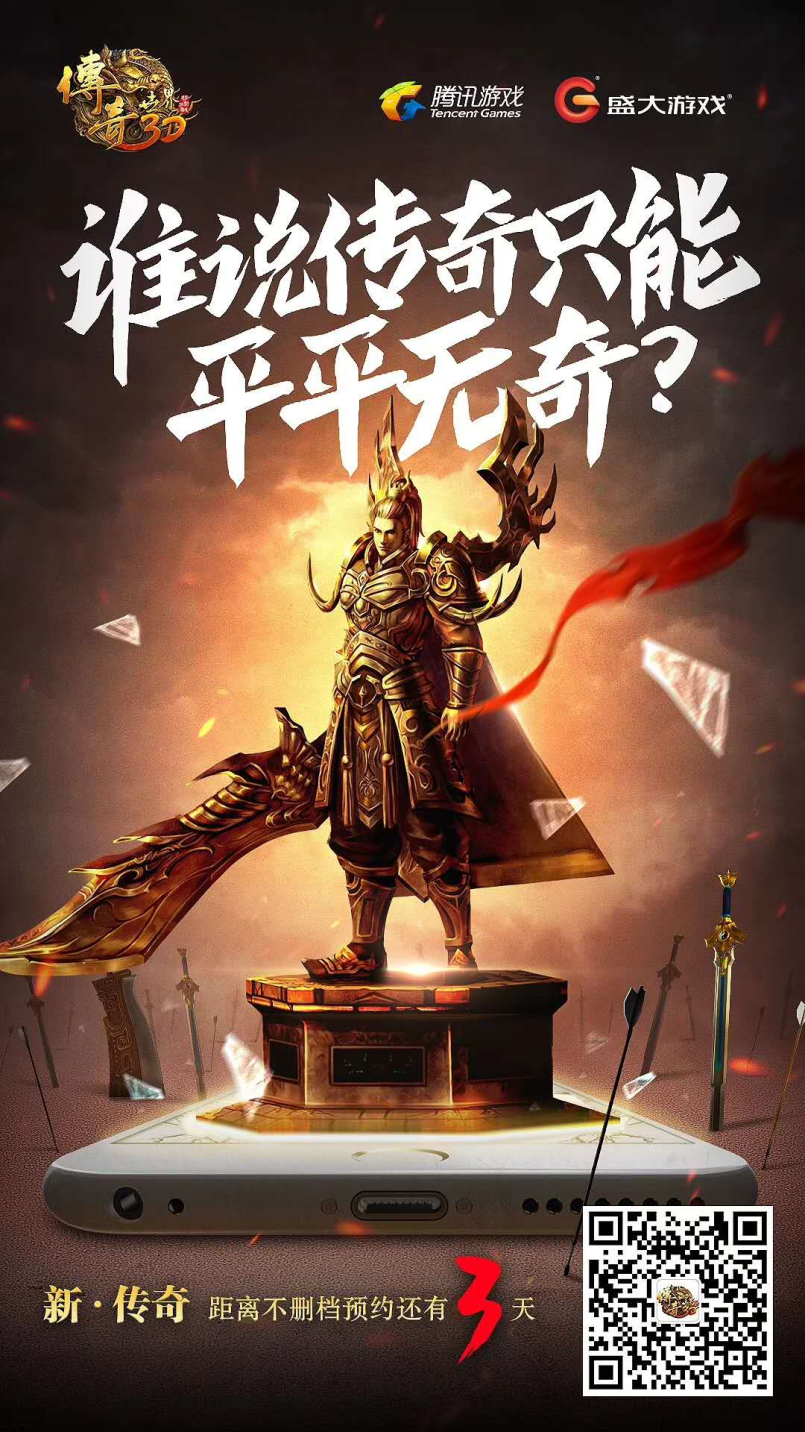 傳奇世界3D
腾讯游戏
Tencent Games
盛大游戏
谁说传奇只能
平平无奇?
新·传奇 距离不删档预约还有3天